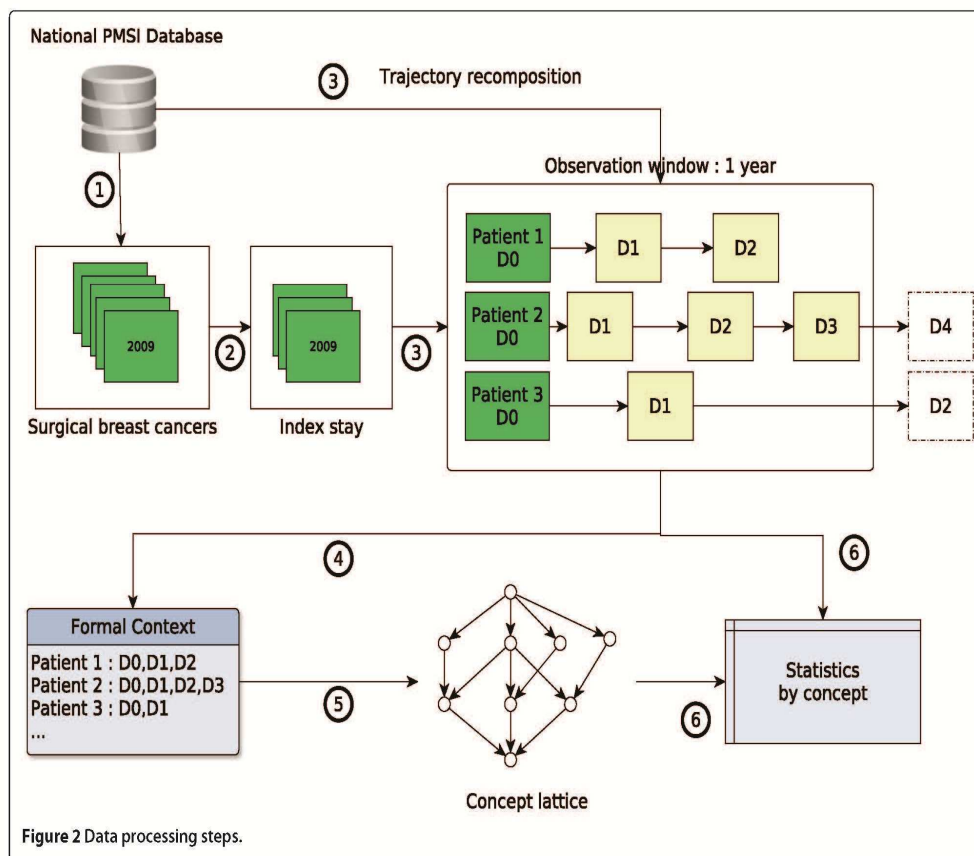 National PMSI Database
3
Trajectory recomposition
1
Observation window : 1 year
Patient 1
D0
D1
D2
2009
2
2009
3
Patient 2
D0
D1
D2
D3
D4
Patient 3
D0
D1
D2
Surgical breast cancers
Index stay
4
6
Formal Context
Patient 1 : D0,D1,D2
Patient 2 : D0,D1,D2,D3
Patient 3 : D0,D1
...
5
6
Statistics
by concept
Concept lattice
Figure 2 Data processing steps.